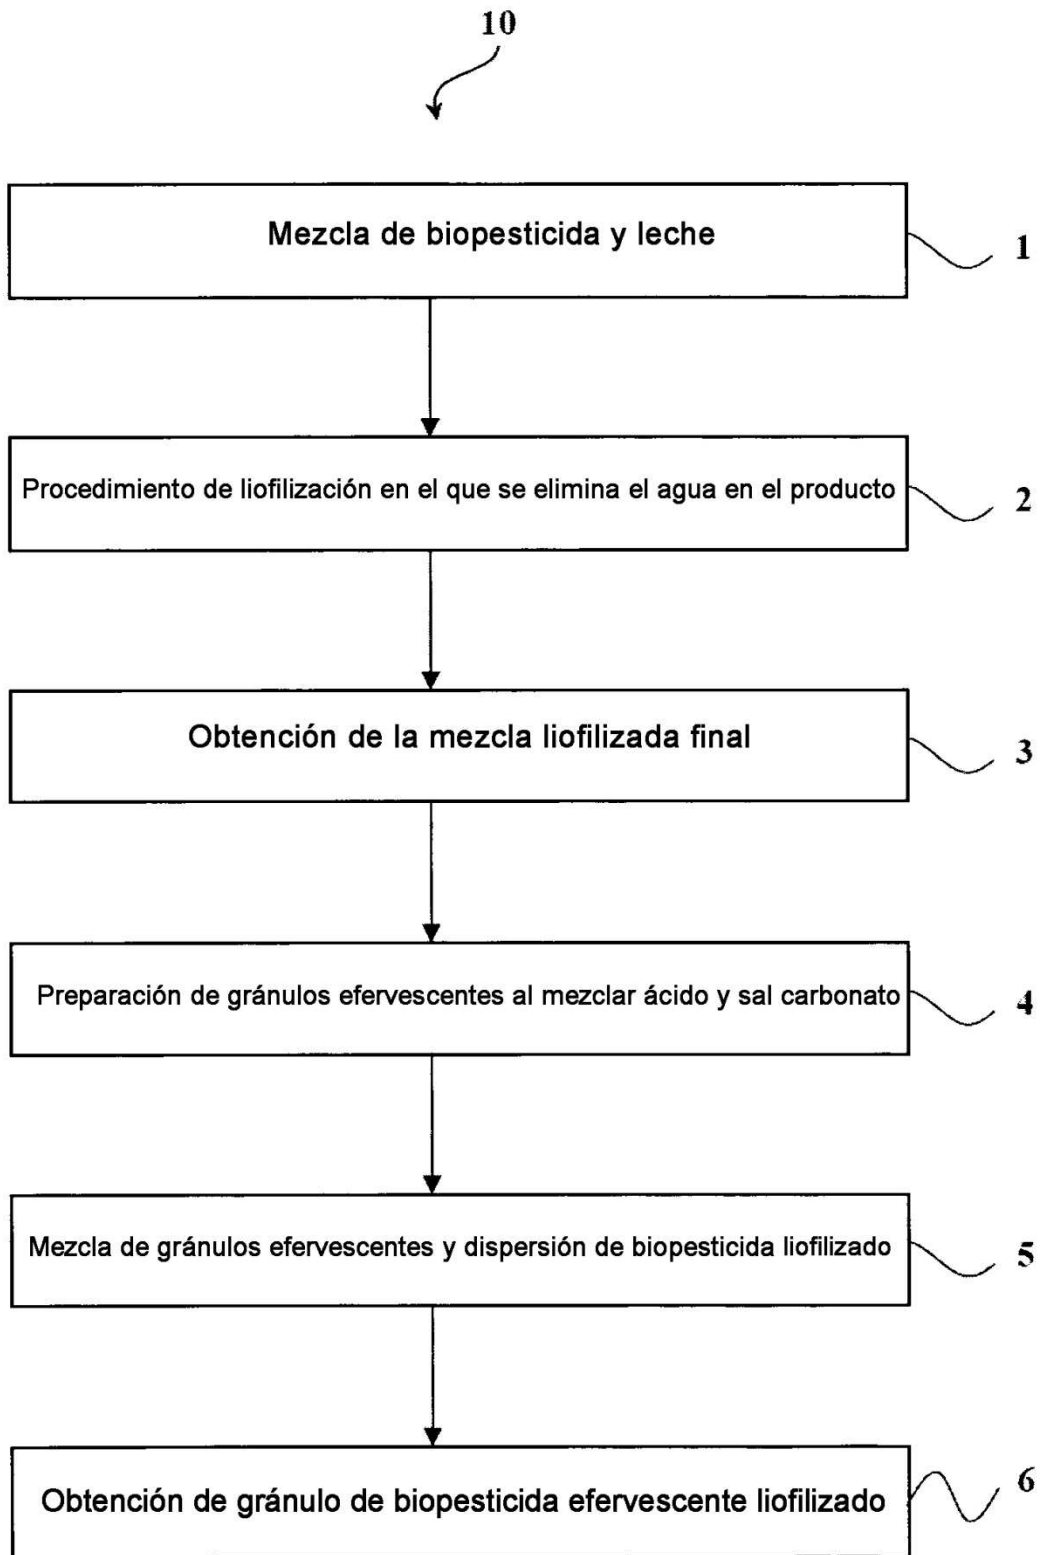 10
Mezcla de biopesticida y leche
1
Procedimiento de liofilización en el que se elimina el agua en el producto
2
Obtención de la mezcla liofilizada final
3
Preparación de gránulos efervescentes al mezclar ácido y sal carbonato
4
Mezcla de gránulos efervescentes y dispersión de biopesticida liofilizado
5
Obtención de gránulo de biopesticida efervescente liofilizado
6